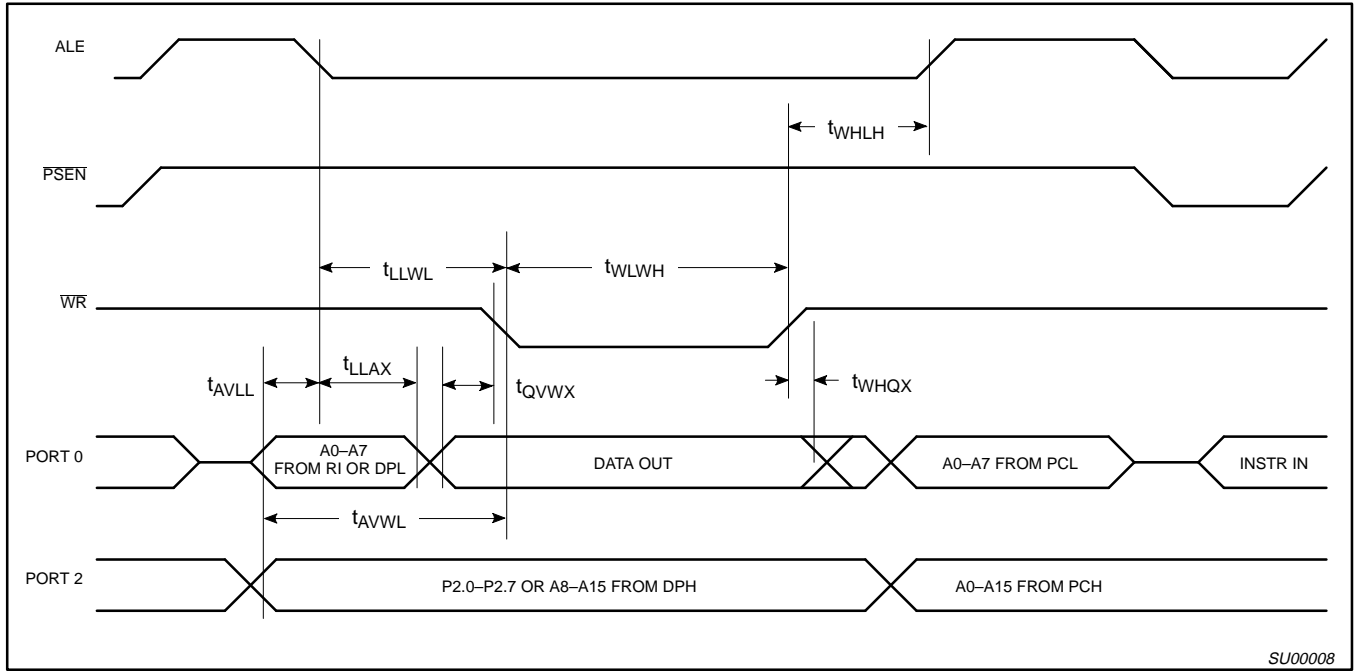 ALE
tWHLH
PSEN
tLLWL
tWLWH
WR
tLLAX
tAVLL
tQVWX
tWHQX
PORT 0
A0–A7
FROM RI OR DPL
DATA OUT
A0–A7 FROM PCL
INSTR IN
tAVWL
PORT 2
P2.0–P2.7 OR A8–A15 FROM DPH
A0–A15 FROM PCH
SU00008